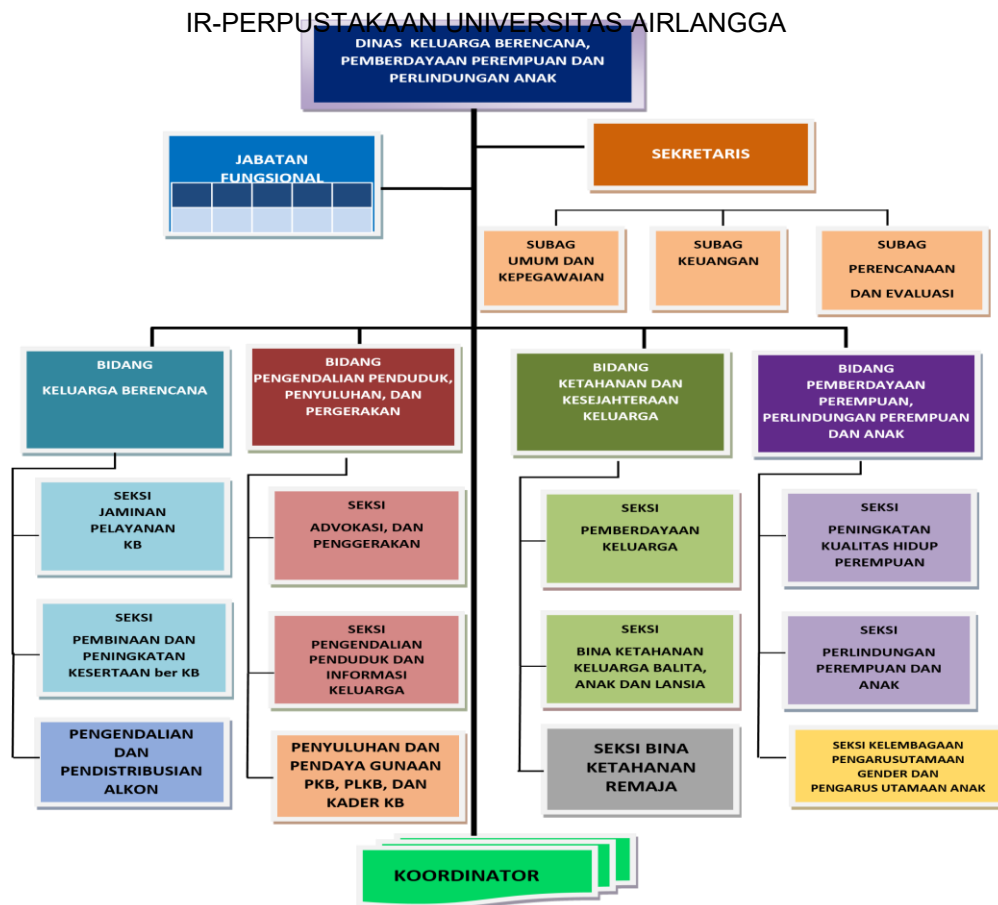 IR-PERPUSTAKAAN UNIVERSITAS AIRLANGGA
DINAS KELUARGA BERENCANA,
PEMBERDAYAAN PEREMPUAN DAN
PERLINDUNGAN ANAK
JABATAN
FUNGSIONAL
SEKRETARIS
SUBAG
UMUM DAN
KEPEGAWAIAN
SUBAG
KEUANGAN
SUBAG
PERENCANAAN
DAN EVALUASI
BIDANG
KELUARGA BERENCANA
BIDANG
PENGENDALIAN PENDUDUK,
PENYULUHAN, DAN
PERGERAKAN
BIDANG
KETAHANAN DAN
KESEJAHTERAAN
KELUARGA
BIDANG
PEMBERDAYAAN
PEREMPUAN,
PERLINDUNGAN PEREMPUAN
DAN ANAK
SEKSI
JAMINAN
PELAYANAN
KB
SEKSI
ADVOKASI, DAN
PENGGERAKAN
SEKSI
PEMBERDAYAAN
KELUARGA
SEKSI
PENINGKATAN
KUALITAS HIDUP
PEREMPUAN
SEKSI
PEMBINAAN DAN
PENINGKATAN
KESERTAAN ber KB
SEKSI
PENGENDALIAN
PENDUDUK DAN
INFORMASI
KELUARGA
SEKSI
BINA KETAHANAN
KELUARGA BALITA,
ANAK DAN LANSIA
SEKSI
PERLINDUNGAN
PEREMPUAN DAN
ANAK
PENGENDALIAN
DAN
PENDISTRIBUSIAN
ALKON
PENYULUHAN DAN
PENDAYA GUNAAN
PKB, PLKB, DAN
KADER KB
SEKSI BINA
KETAHANAN
REMAJA
SEKSI KELEMBAGAAN
PENGARUSUTAMAAN
GENDER DAN
PENGARUS UTAMAAN ANAK
KOORDINATOR